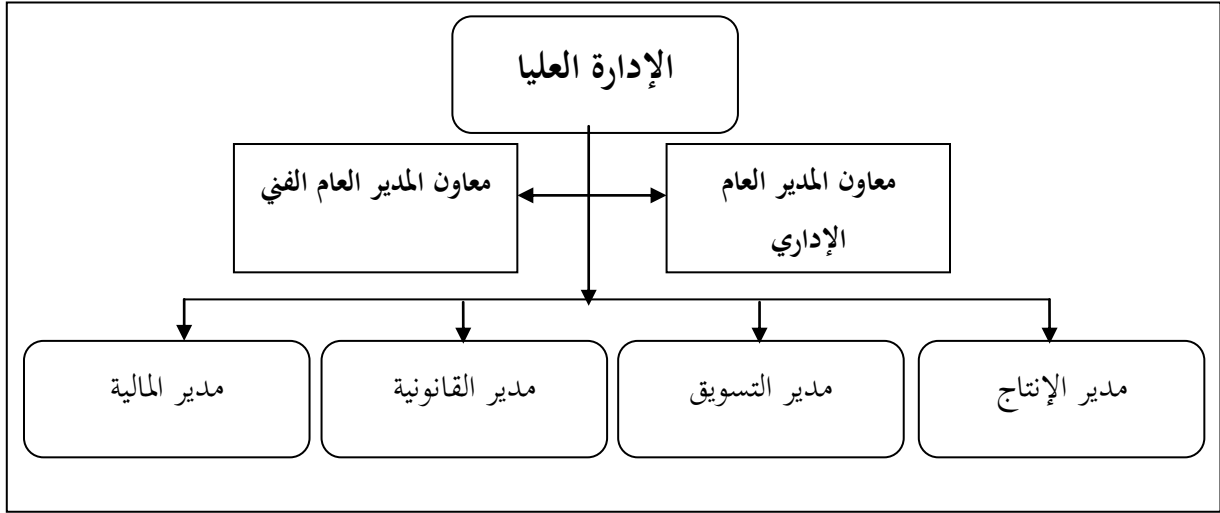 الإدارة العليا
معاون المدير العام
الإداري
معاون المدير العام الفني
مدير الإنتاج
مدير التسويق
مدير القانونية
مدير المالية